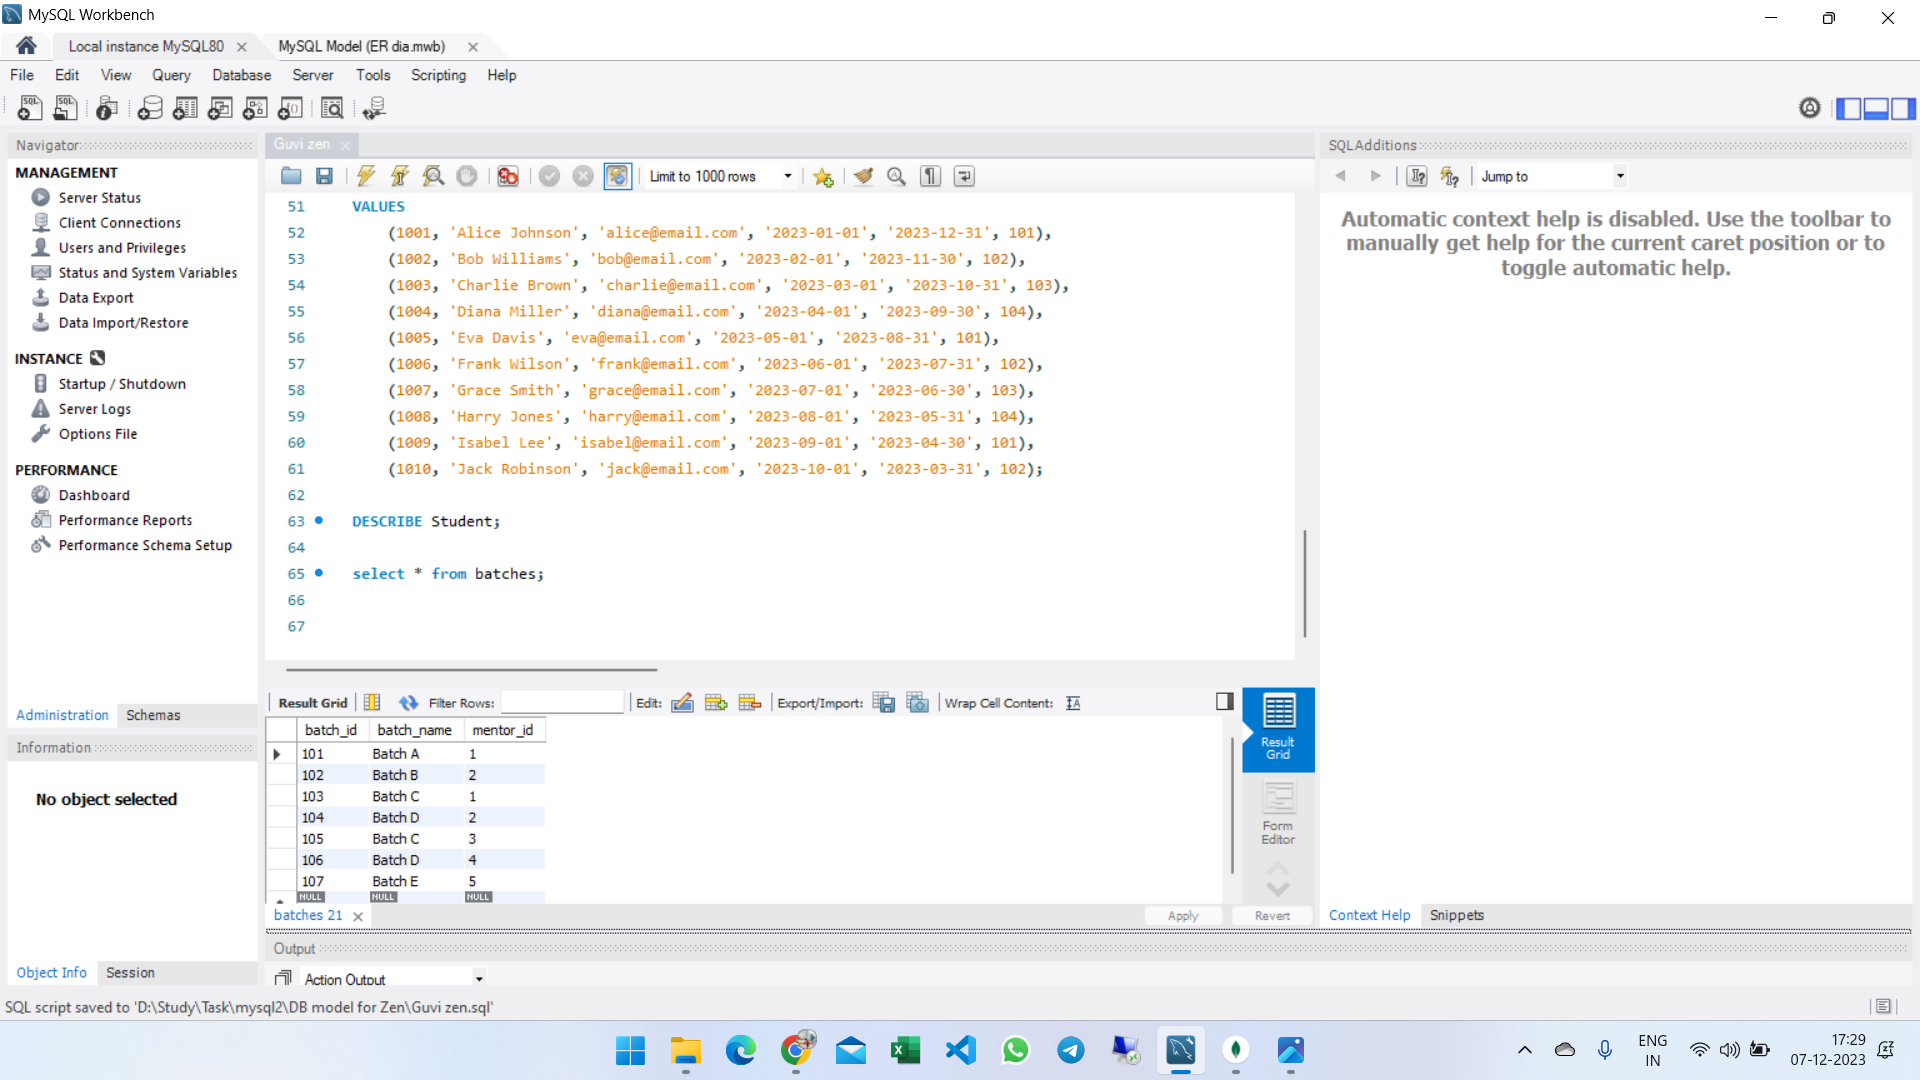 MySQL Workbench
Local instance MySQL80
MySQL Model (ER dia.mwb)
File Edit View Query Database Server Tools Scripting Help
Navigator
MANAGEMENT
Server Status
Client Connections
Users and Privileges
Status and System Variables
Data Export
Data Import/Restore
INSTANCE
Startup / Shutdown
Server Logs
Options File
PERFORMANCE
Dashboard
Performance Reports
Performance Schema Setup
Administration Schemas
Information
No object selected
Object Info Session
Guvi zen
Limit to 1000 rows
51 VALUES
52 (1001, 'Alice Johnson', 'alice@email.com', '2023-01-01', '2023-12-31', 101),
53 (1002, 'Bob Williams', 'bob@email.com', '2023-02-01', '2023-11-30', 102),
54 (1003, 'Charlie Brown', 'charlie@email.com', '2023-03-01', '2023-10-31', 103),
55 (1004, 'Diana Miller', 'diana@email.com', '2023-04-01', '2023-09-30', 104),
56 (1005, 'Eva Davis', 'eva@email.com', '2023-05-01', '2023-08-31', 101),
57 (1006, 'Frank Wilson', 'frank@email.com', '2023-06-01', '2023-07-31', 102),
58 (1007, 'Grace Smith', 'grace@email.com', '2023-07-01', '2023-06-30', 103),
59 (1008, 'Harry Jones', 'harry@email.com', '2023-08-01', '2023-05-31', 104),
60 (1009, 'Isabel Lee', 'isabel@email.com', '2023-09-01', '2023-04-30', 101),
61 (1010, 'Jack Robinson', 'jack@email.com', '2023-10-01', '2023-03-31', 102);
62
63 DESCRIBE Student;
64
65 select * from batches;
66
67
Result Grid Filter Rows: Edit: Export/Import: Wrap Cell Content:
batch_id batch_name mentor_id
101 Batch A 1
102 Batch B 2
103 Batch C 1
104 Batch D 2
105 Batch C 3
106 Batch D 4
107 Batch E 5
NULL NULL NULL
Result
Grid
Form
Editor
batches 21
Apply Revert
Output
Action Output
SQLAdditions
Jump to
Automatic context help is disabled. Use the toolbar to
manually get help for the current caret position or to
toggle automatic help.
Context Help Snippets
SQL script saved to 'D:\Study\Task\mysql2\DB model for Zen\Guvi zen.sql'
ENG
IN
17:29
07-12-2023